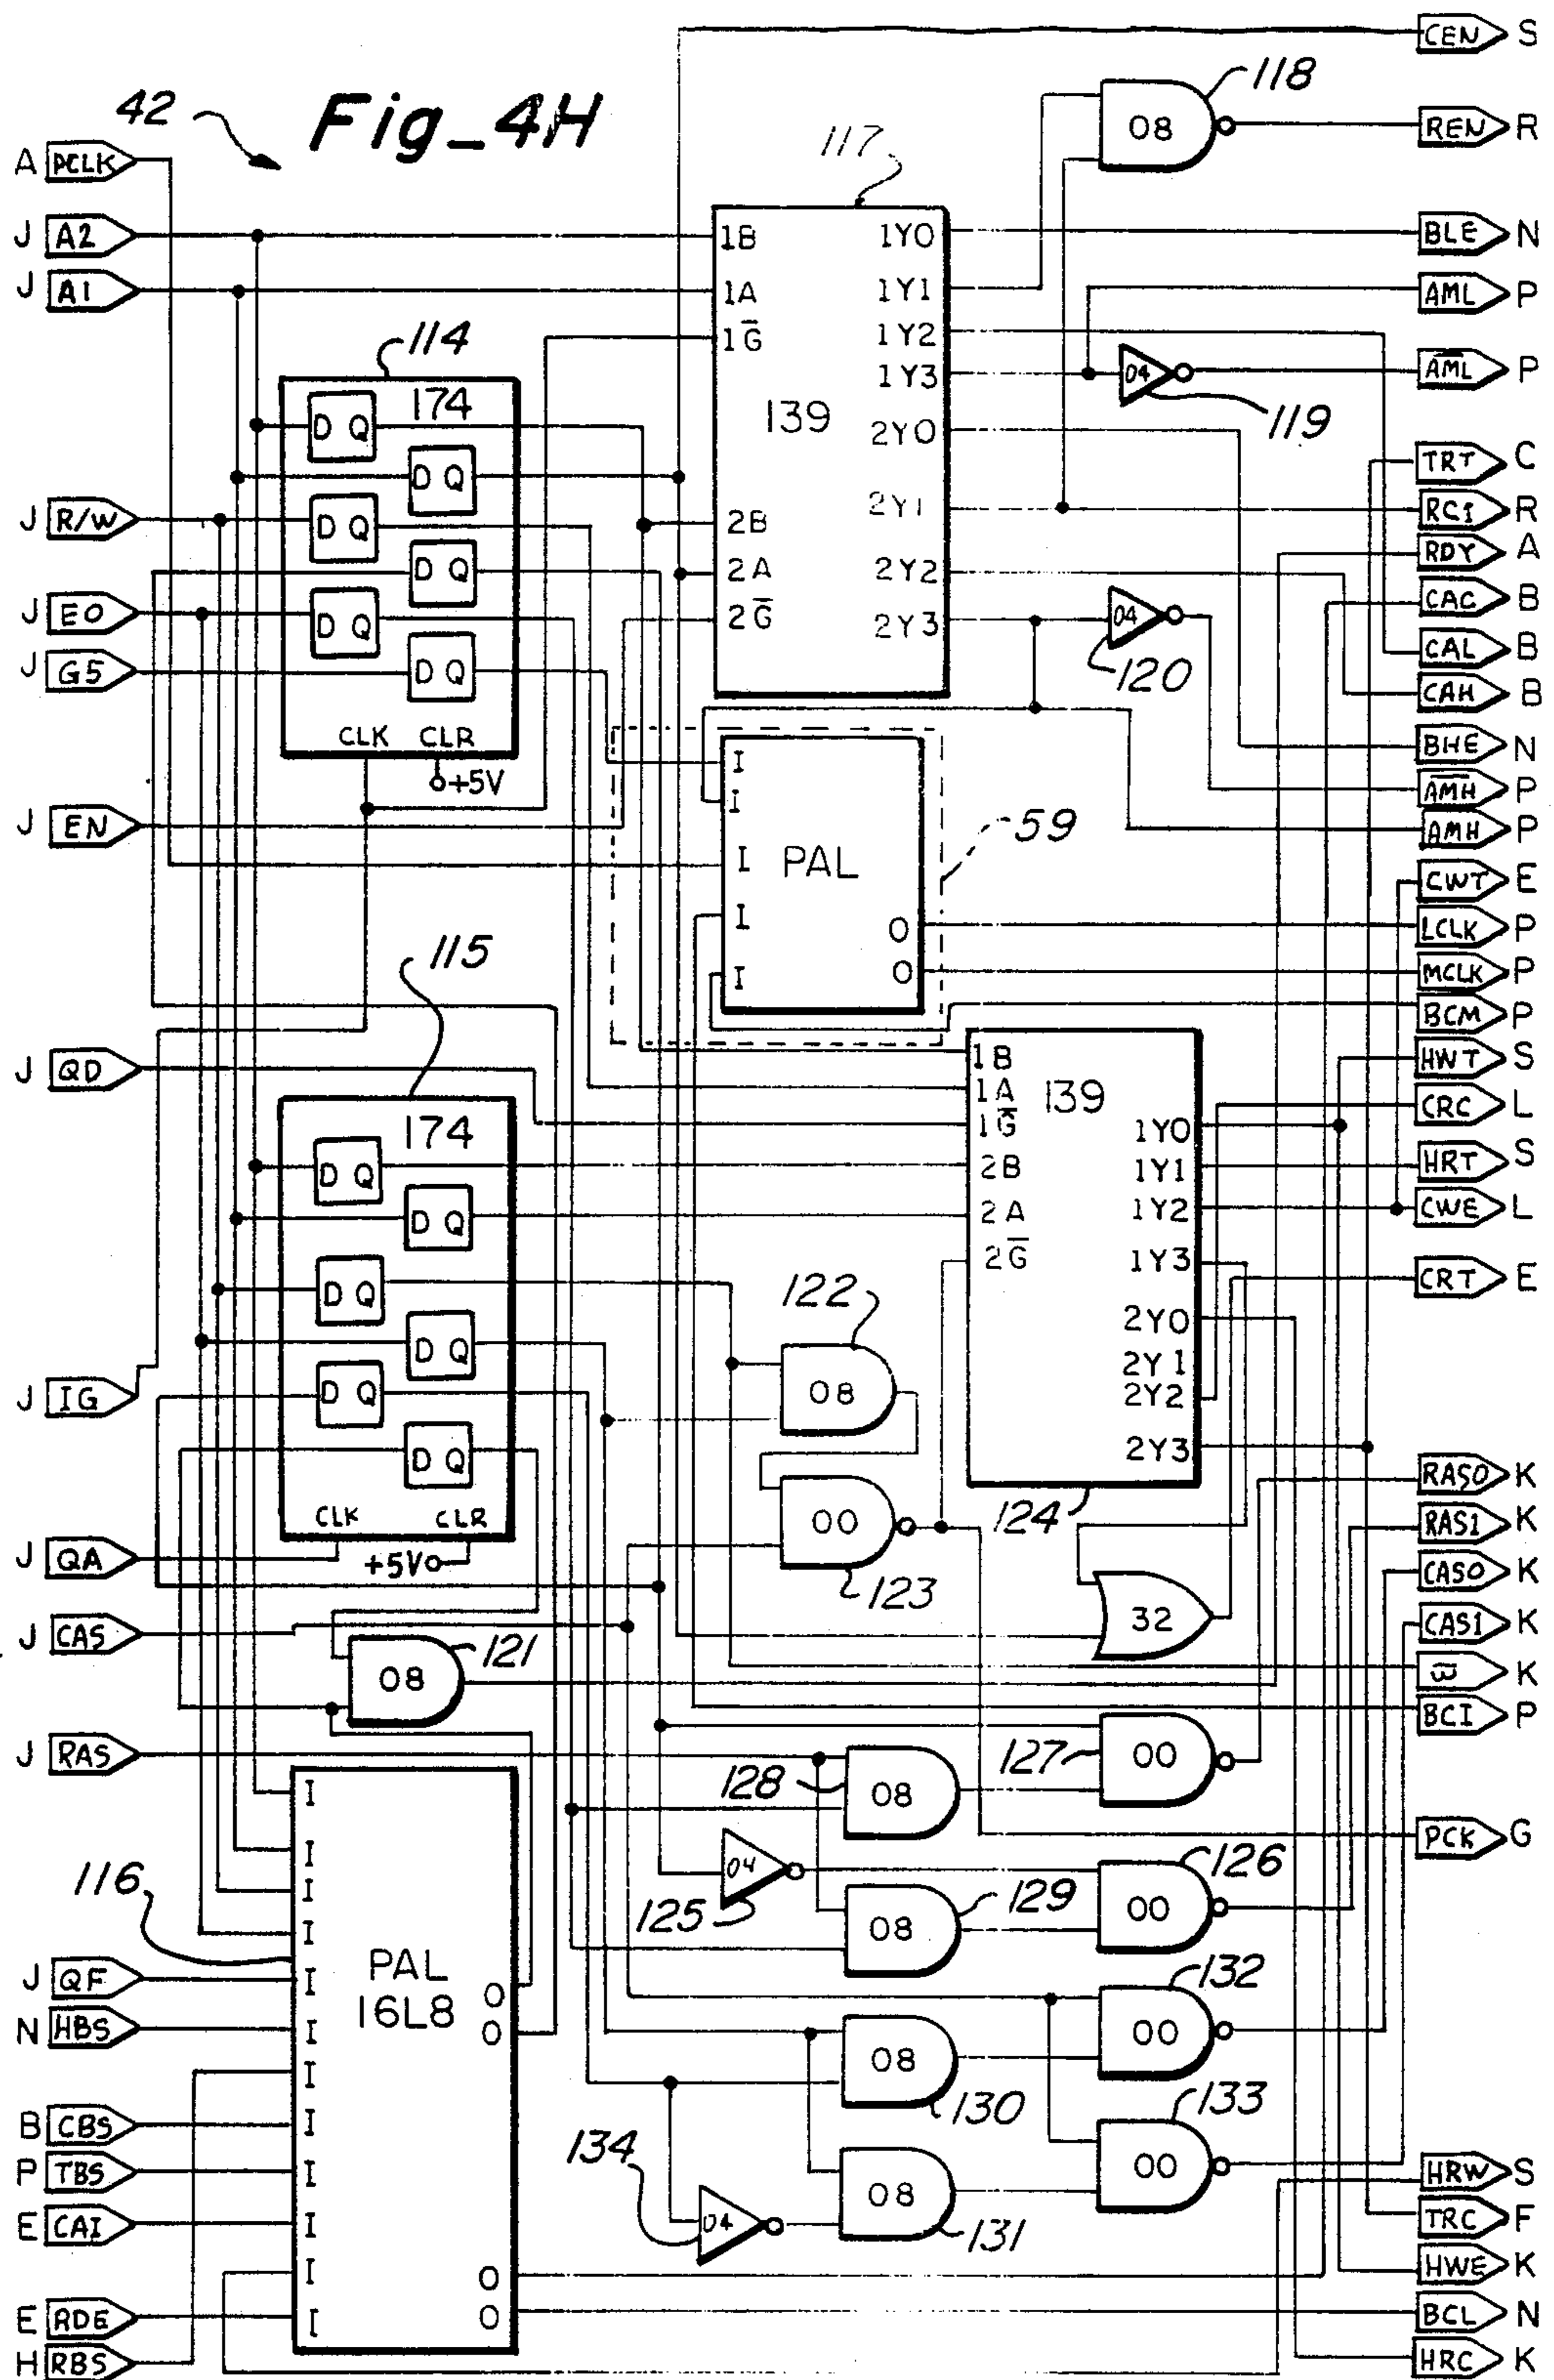 42
Fig_4H
A PCLK
J A2
J A1
J R/W
J EO
J G5
J EN
J QD
J IG
J QA
J CAS
J RAS
J QF
N HBS
B CBS
P TBS
E CAI
E RDE
H RBS
114
174
D Q
D Q
D Q
D Q
D Q
D Q
CLK CLR
+5V
115
174
D Q
D Q
D Q
D Q
D Q
D Q
CLK CLR
+5V
116
I
I
I
I
I
I
I
I
I
I
I
I
PAL
16L8
O
O
O
O
117
1B
1A
1G̅
139
2B
2A
2G̅
1Y0
1Y1
1Y2
1Y3
2Y0
2Y1
2Y2
2Y3
08
118
04
119
04
120
I
I
I
I
I
PAL
O
O
59
1B
1A
1G̅
2B
2A
2G̅
139
1Y0
1Y1
1Y2
1Y3
2Y0
2Y1
2Y2
2Y3
124
122
08
00
123
32
08
121
08
128
127
00
04
125
08
129
126
00
132
00
08
130
133
00
134
04
08
131
CEN S
REN R
BLE N
AML P
A̅M̅L̅ P
TRT C
RCI R
RDY A
CAC B
CAL B
CAH B
BHE N
A̅M̅H̅ P
AMH P
CWT E
LCLK P
MCLK P
BCM P
HWT S
CRC L
HRT S
CWE L
CRT E
RASO K
RAS1 K
CASO K
CAS1 K
w̅ K
BCI P
PCK G
HRW S
TRC F
HWE K
BCL N
HRC K